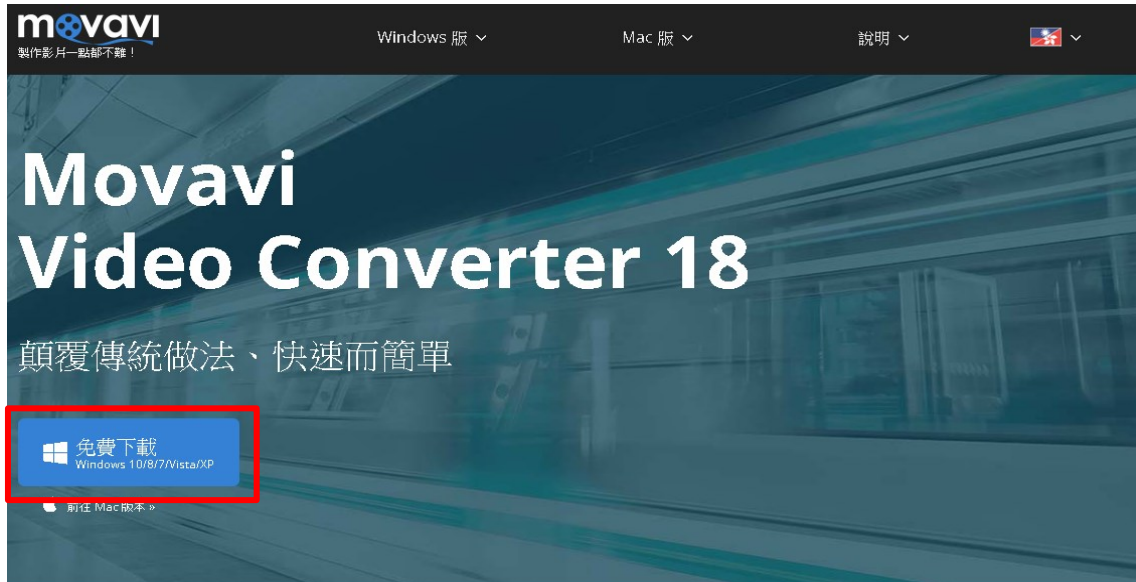 movavi
製作影片一點都不難！
Windows 版
Mac 版
說明
Movavi
Video Converter 18
顛覆傳統做法、快速而簡單
免費下載
Windows 10/8/7/Vista/XP
前往 Mac 版本 »